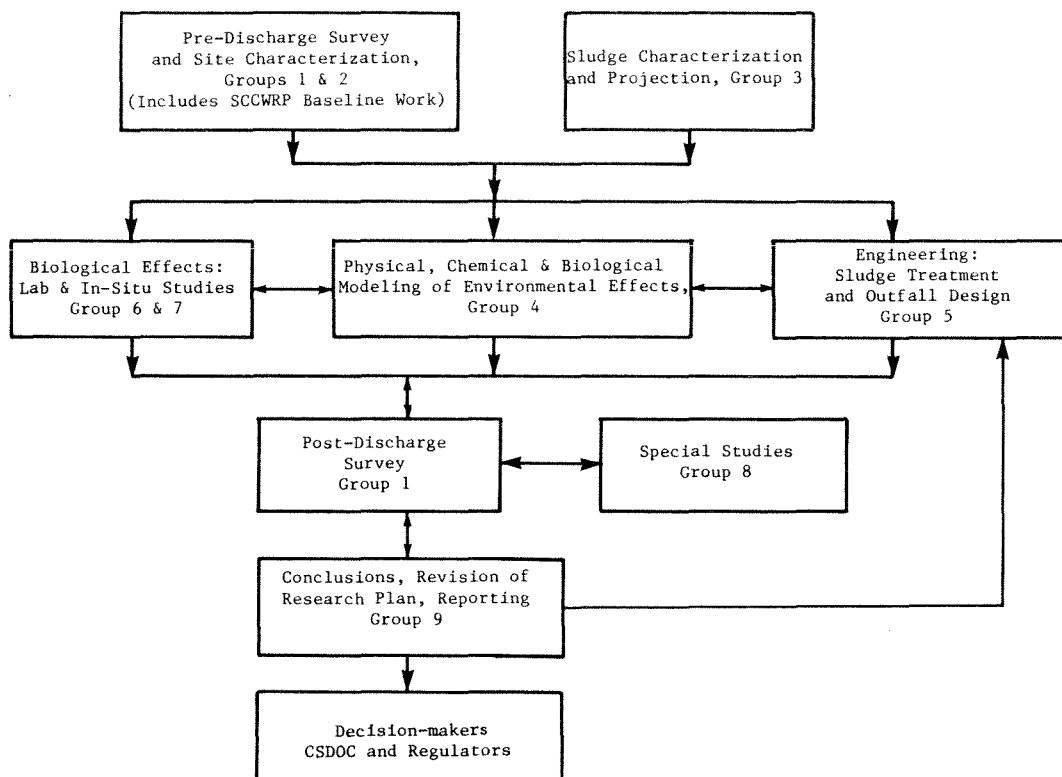 Pre-Discharge Survey
and Site Characterization,
Groups 1 & 2
(Includes SCCWRP Baseline Work)
Sludge Characterization
and Projection, Group 3
Biological Effects:
Lab & In-Situ Studies
Group 6 & 7
Physical, Chemical & Biological
Modeling of Environmental Effects,
Group 4
Engineering:
Sludge Treatment
and Outfall Design
Group 5
Post-Discharge
Survey
Group 1
Special Studies
Group 8
Conclusions, Revision of
Research Plan, Reporting
Group 9
Decision-makers
CSDOC and Regulators